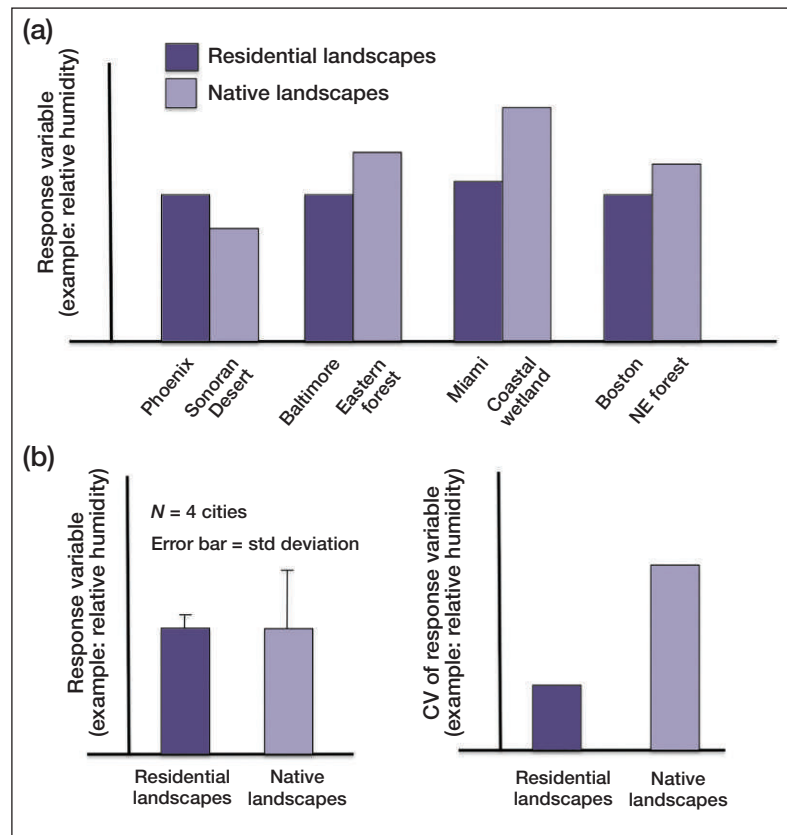 (a)
Residential landscapes
Native landscapes
Response variable
(example: relative humidity)
Phoenix
Sonoran
Desert
Baltimore
Eastern
forest
Miami
Coastal
wetland
Boston
NE forest
(b)
Response variable
(example: relative humidity)
N = 4 cities
Error bar = std deviation
Residential
landscapes
Native
landscapes
CV of response variable
(example: relative humidity)
Residential
landscapes
Native
landscapes